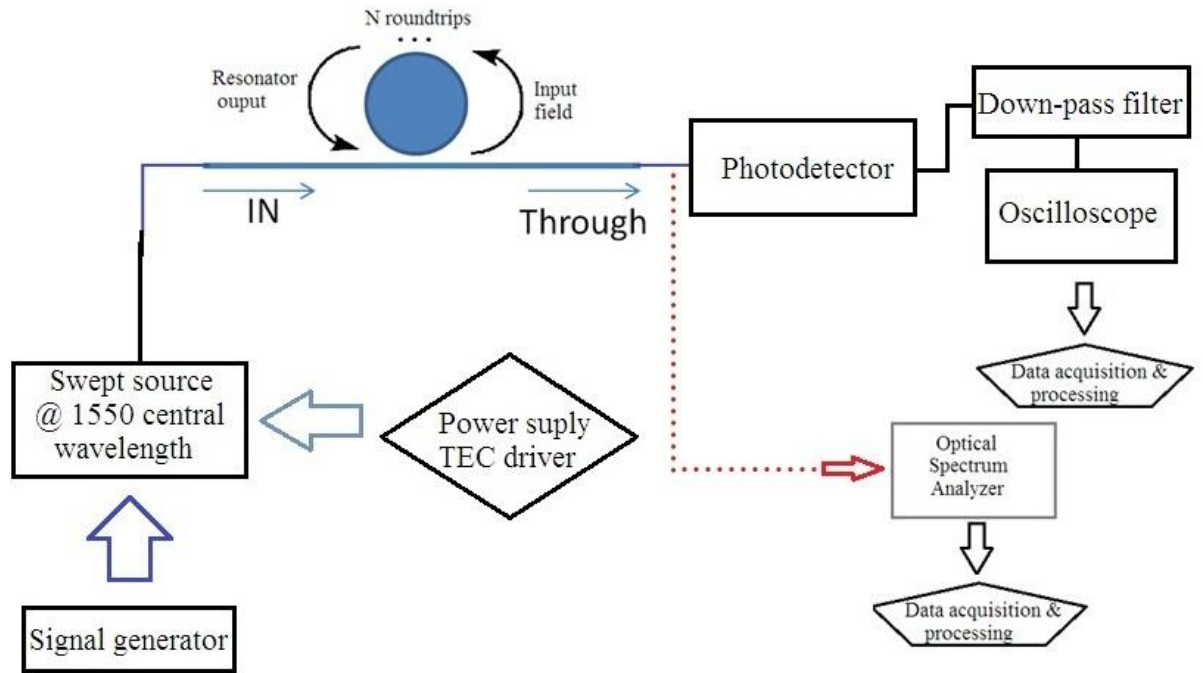 N roundtrips
. . .
Resonator
ouput
Input
field
IN
Through
Photodetector
Down-pass filter
Oscilloscope
Data acquisition &
processing
Swept source
@ 1550 central
wavelength
Power suply
TEC driver
Optical
Spectrum
Analyzer
Data acquisition &
processing
Signal generator